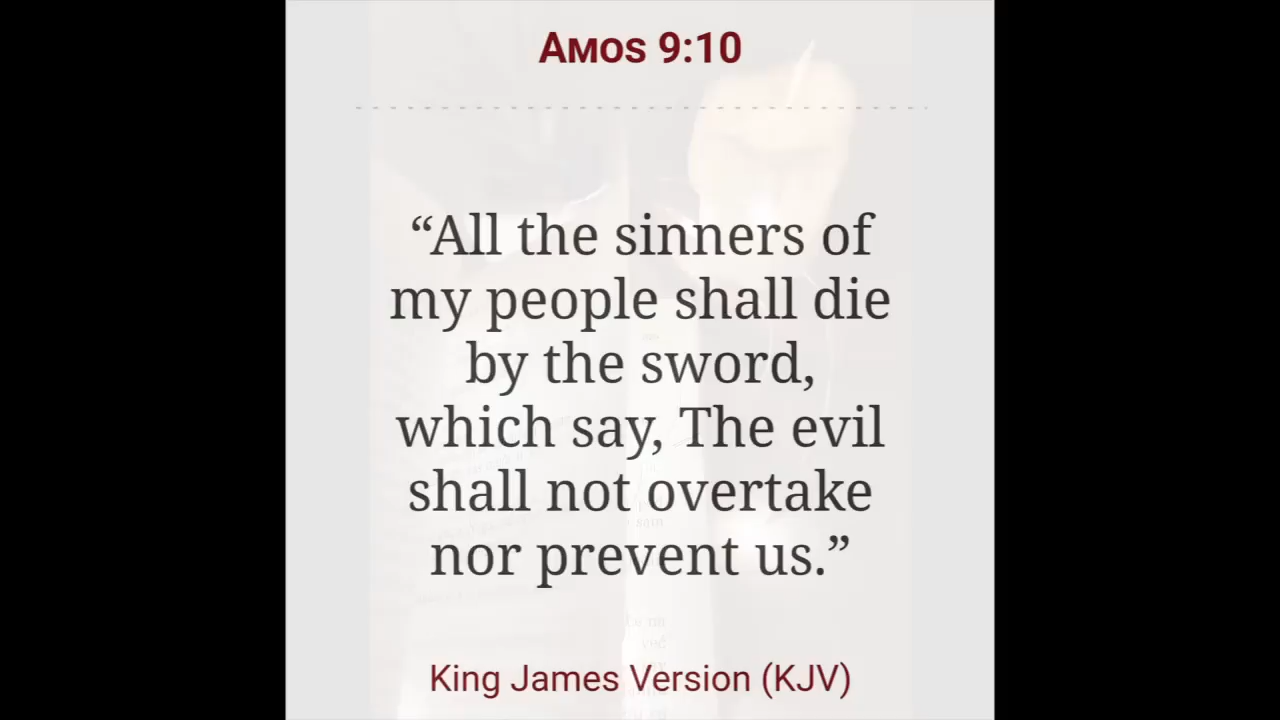 Amos 9:10
“All the sinners of
my people shall die
by the sword,
which say, The evil
shall not overtake
nor prevent us.”
King James Version (KJV)